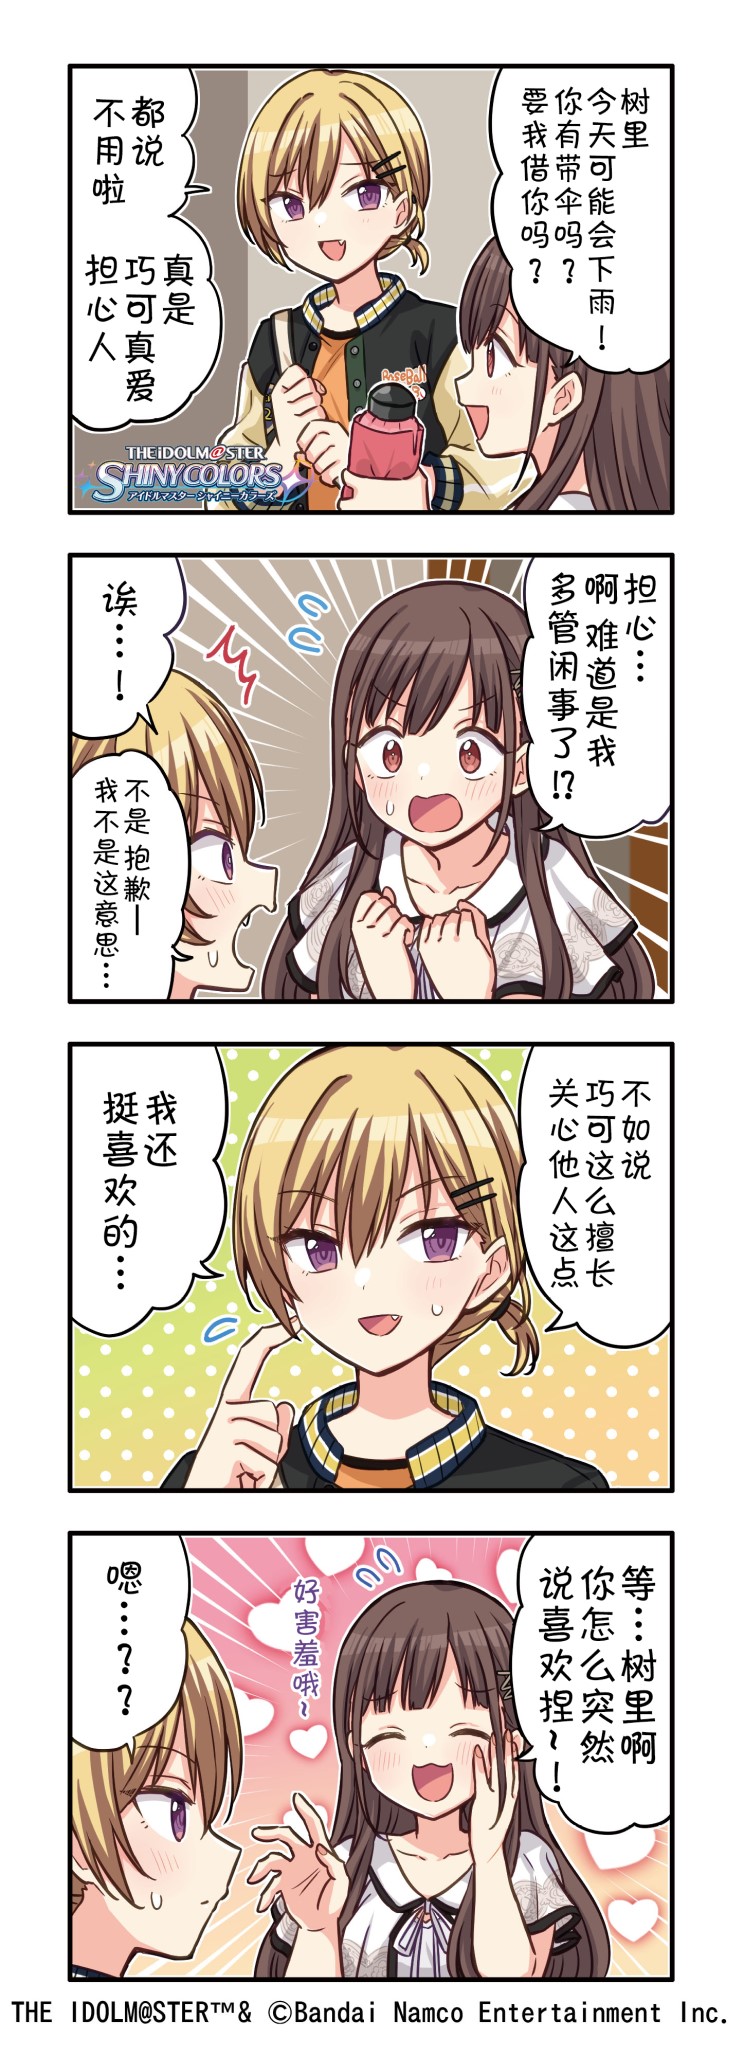 树里
今天可能会下雨！
你有带伞吗？
要我借你吗？
都说
不用啦
真是
巧可真爱
担心人
RoseBall
THE iDOLM@STER
SHINYCOLORS
アイドルマスター シャイニーカラーズ
担心…
啊 难道是我
多管闲事了!?
诶…！
不是抱歉—
我不是这意思…
不如说
巧可这么擅长
关心他人这点
我还
挺喜欢的…
等…树里啊
你怎么突然
说喜欢捏~！
好害羞哦~
嗯…？？
THE IDOLM@STER™& ©Bandai Namco Entertainment Inc.